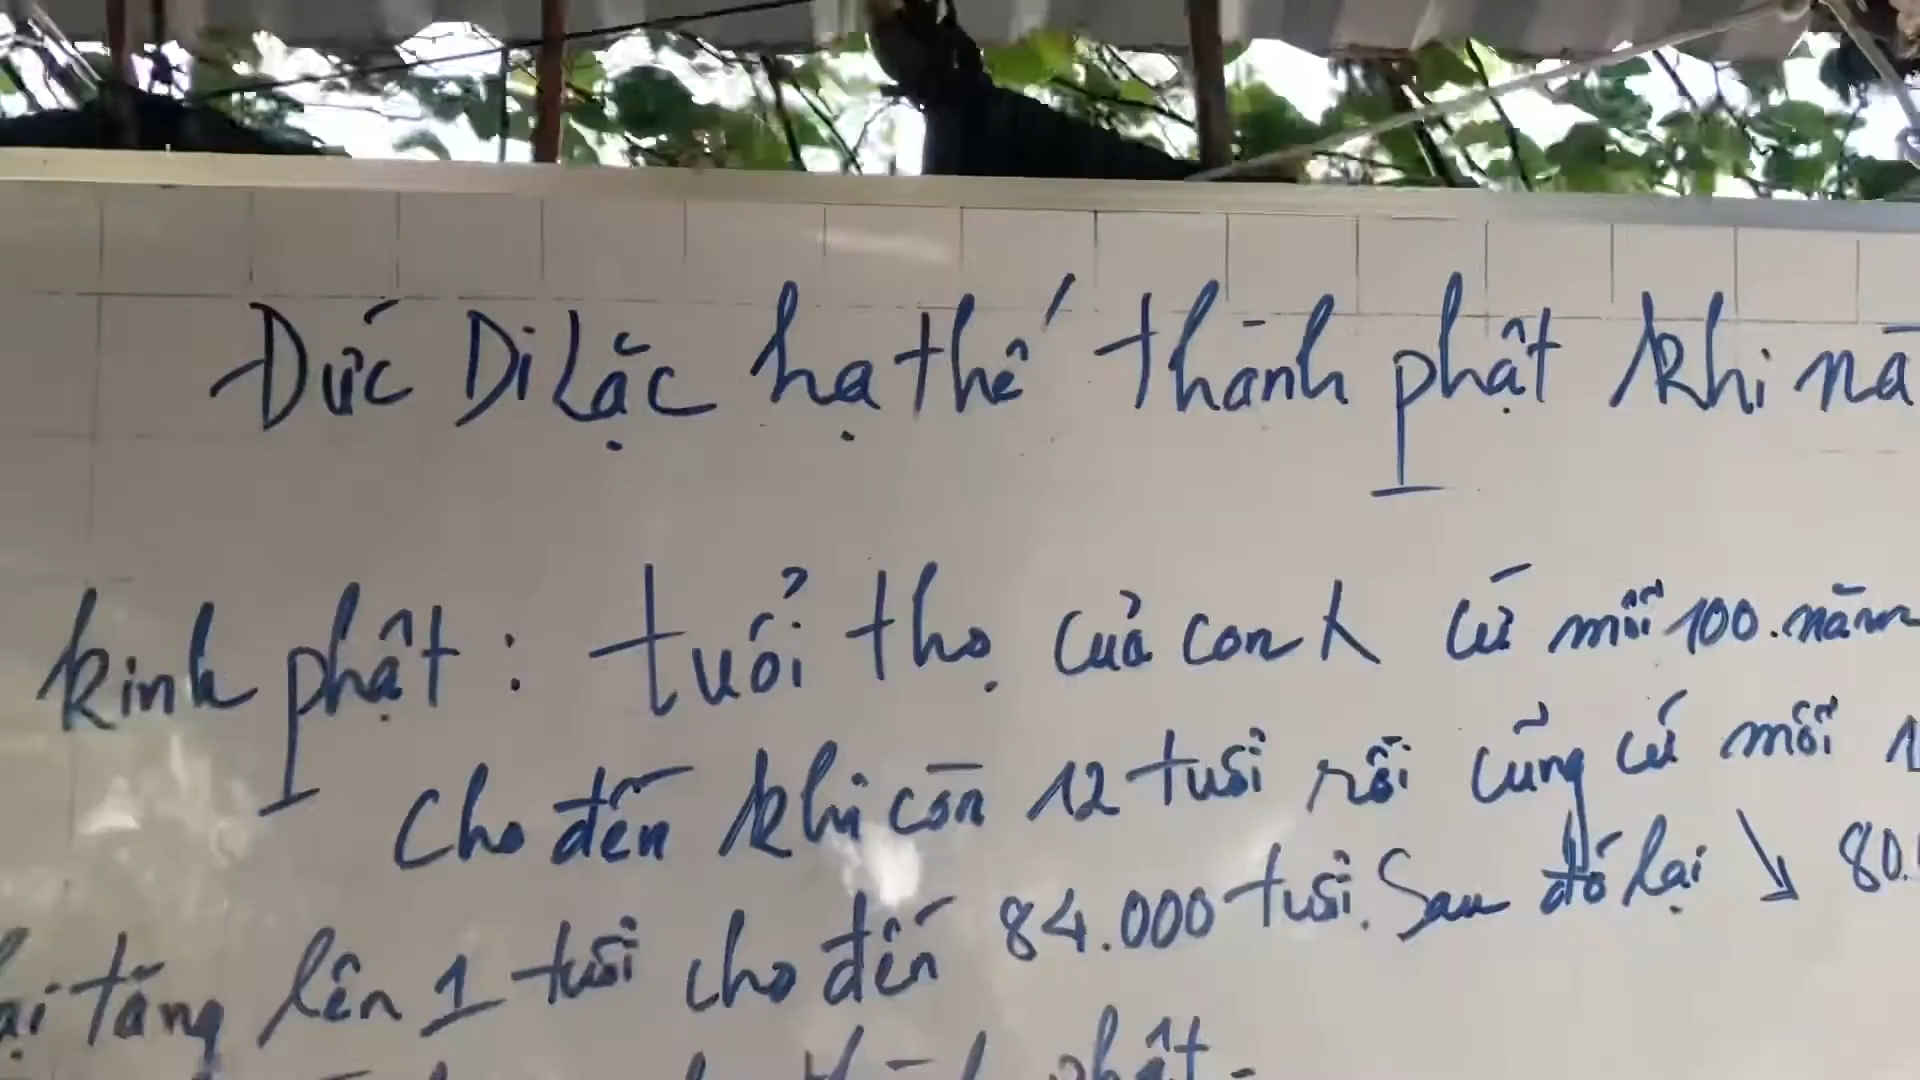 Đức Di Lặc hạ thế thành phật khi
kinh phật: tuổi thọ của con λ cứ mỗi 100.năm
cho đến khi còn 12 tuổi rồi cũng cứ mỗi
tăng lên 1 tuổi cho đến 84.000 tuổi. Sau đó lại ↘ 80.
phật